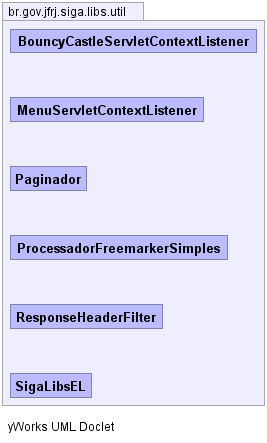 br.gov.jfrj.siga.libs.util
BouncyCastleServletContextListener
MenuServletContextListener
Paginador
ProcessadorFreemarkerSimples
ResponseHeaderFilter
SigaLibsEL
yWorks UML Doclet